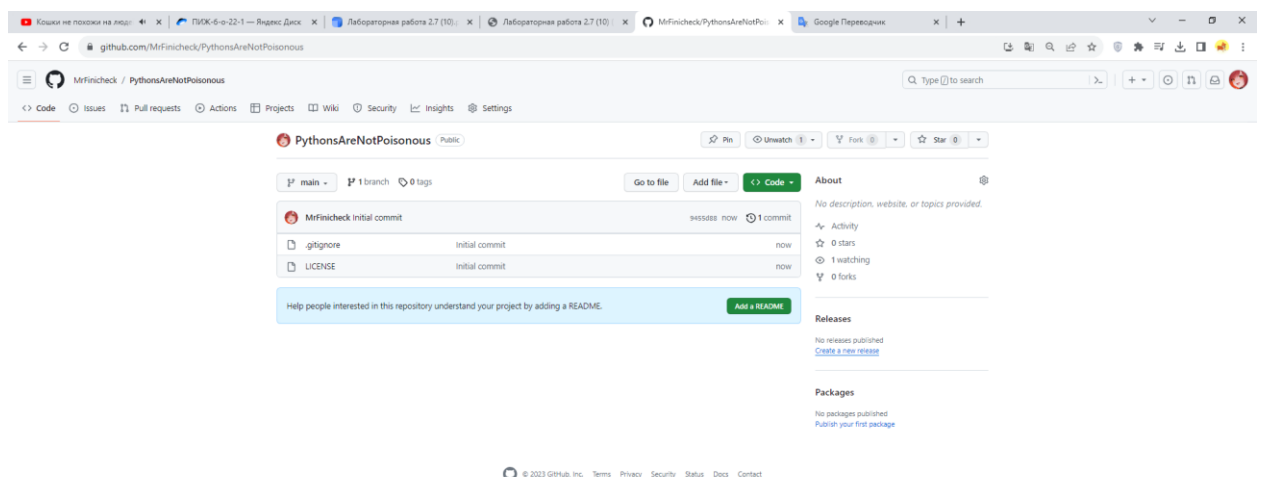 Кошки не похожи на люде
ПИЖ-б-о-22-1 — Яндекс Диск
Лабораторная работа 2.7 (10).
Лабораторная работа 2.7 (10)
MrFinicheck/PythonsAreNotPoi
Google Переводчик
github.com/MrFinicheck/PythonsAreNotPoisonous
MrFinicheck / PythonsAreNotPoisonous
Type / to search
Code Issues Pull requests Actions Projects Wiki Security Insights Settings
PythonsAreNotPoisonous Public
Pin Unwatch 1 Fork 0 Star 0
main 1 branch 0 tags Go to file Add file Code
MrFinicheck Initial commit 9455d88 now 1 commit
.gitignore Initial commit now
LICENSE Initial commit now
Help people interested in this repository understand your project by adding a README. Add a README
About
No description, website, or topics provided.
Activity
0 stars
1 watching
0 forks
Releases
No releases published
Create a new release
Packages
No packages published
Publish your first package
© 2023 GitHub, Inc. Terms Privacy Security Status Docs Contact